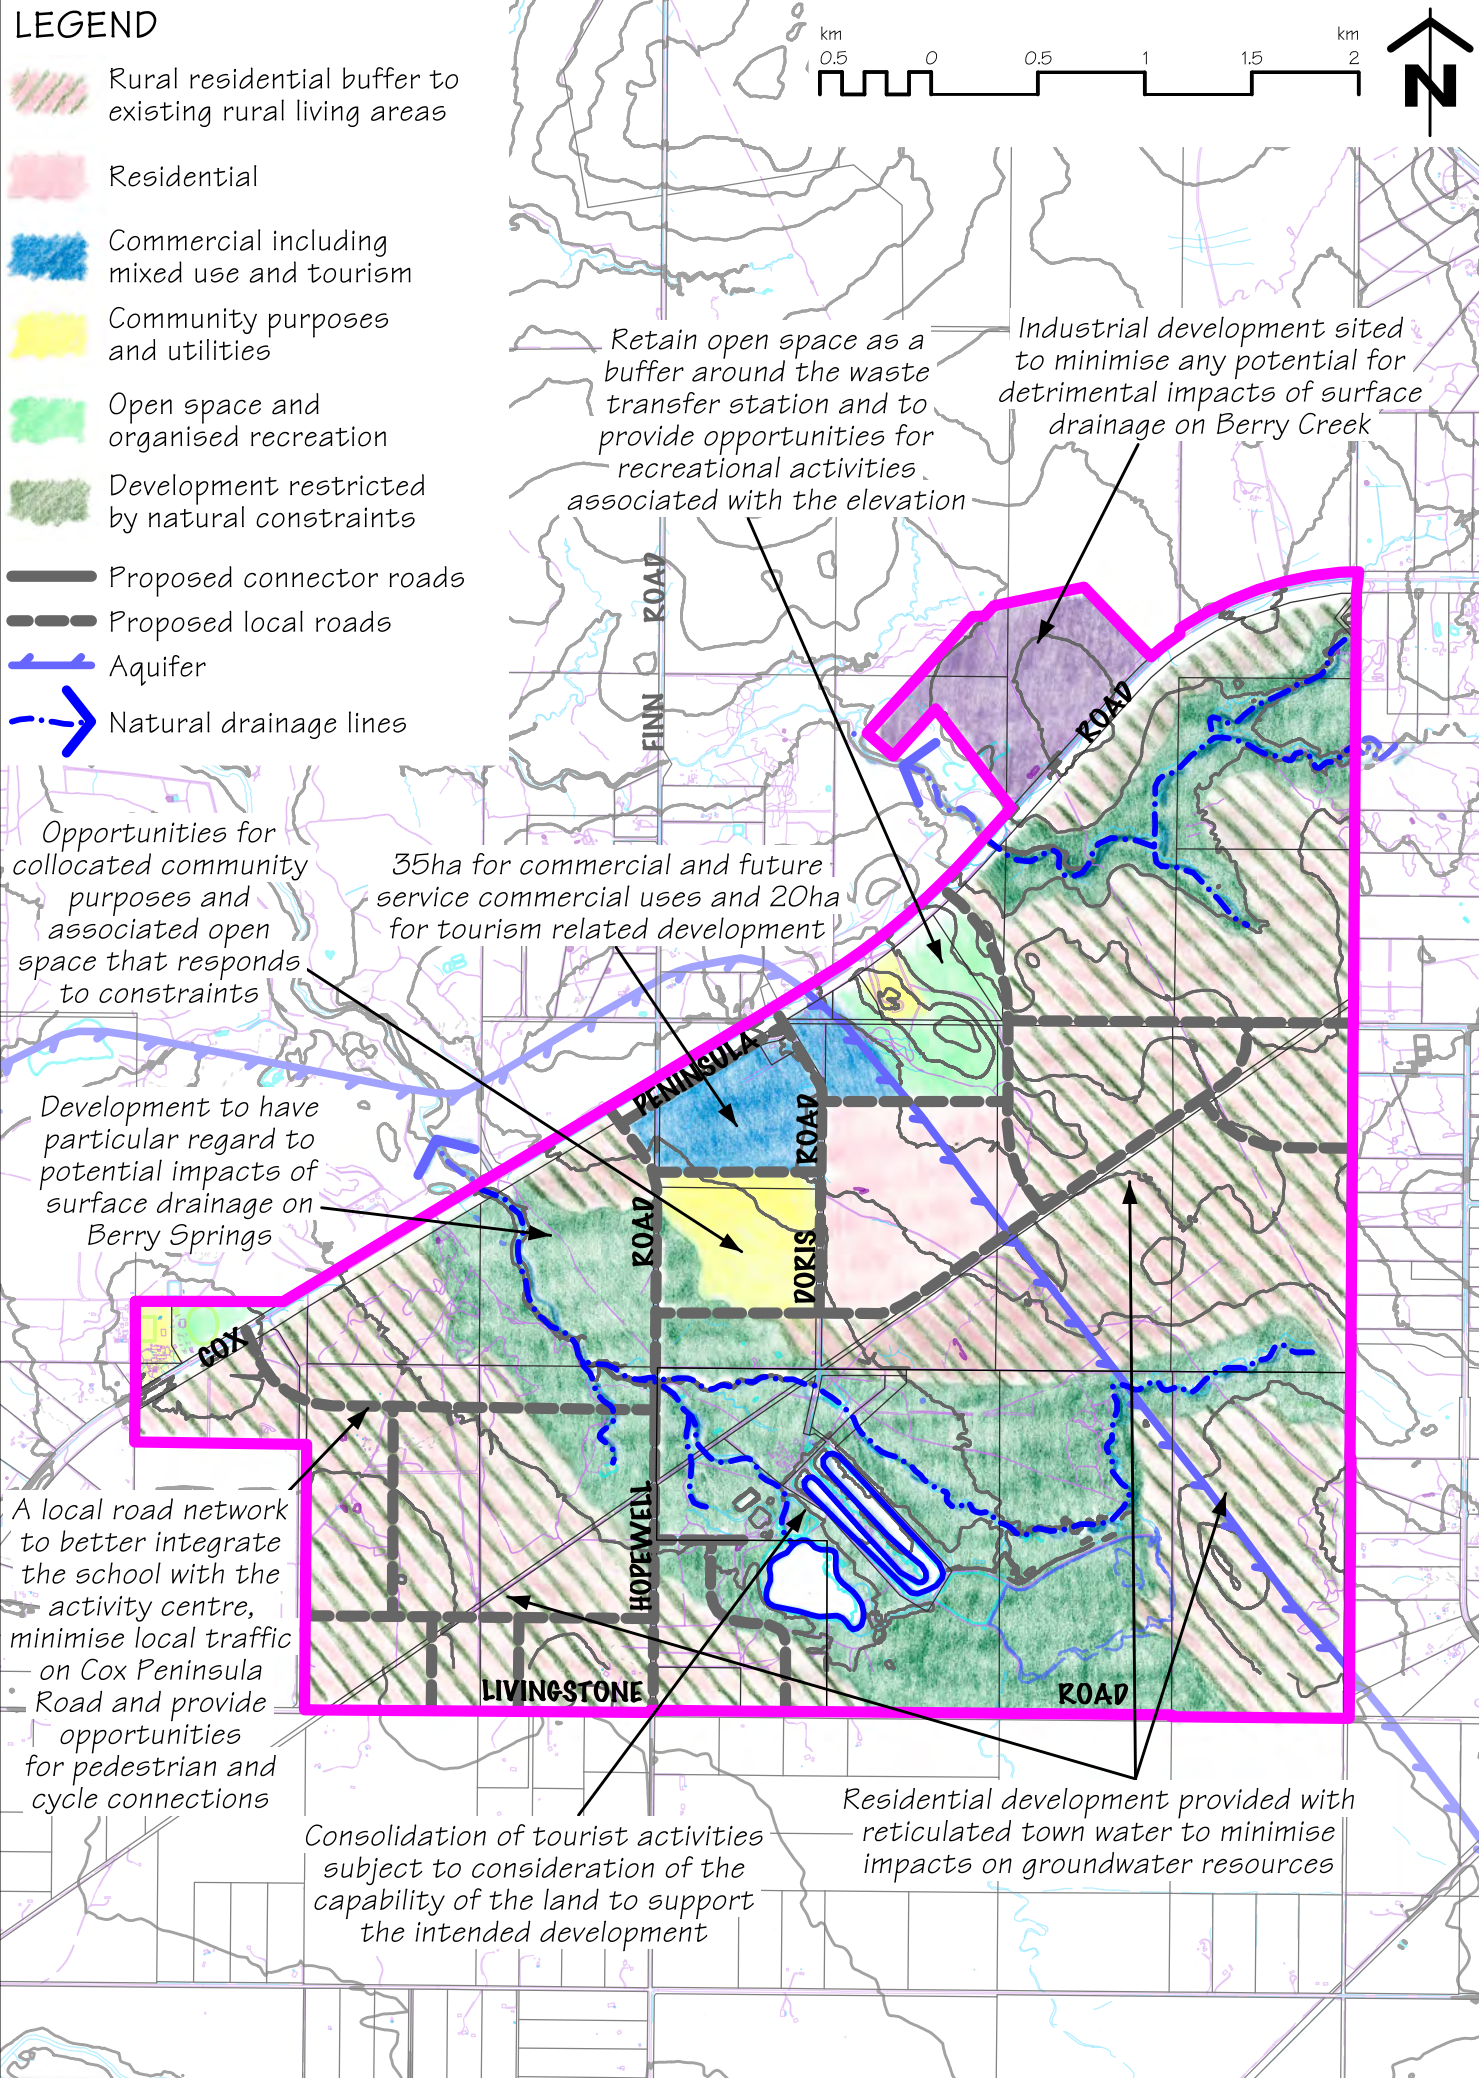 LEGEND
Rural residential buffer to
existing rural living areas
Residential
Commercial including
mixed use and tourism
Community purposes
and utilities
Open space and
organised recreation
Development restricted
by natural constraints
Proposed connector roads
Proposed local roads
Aquifer
Natural drainage lines
km km
0.5 0 0.5 1 1.5 2
N
Retain open space as a
buffer around the waste
transfer station and to
provide opportunities for
recreational activities
associated with the elevation
Industrial development sited
to minimise any potential for
detrimental impacts of surface
drainage on Berry Creek
FINN ROAD
ROAD
Opportunities for
collocated community
purposes and
associated open
space that responds
to constraints
35ha for commercial and future
service commercial uses and 20ha
for tourism related development
PENINSULA
ROAD
DORIS
Development to have
particular regard to
potential impacts of
surface drainage on
Berry Springs
ROAD
HOPEWELL
COX
A local road network
to better integrate
the school with the
activity centre,
minimise local traffic
on Cox Peninsula
Road and provide
opportunities
for pedestrian and
cycle connections
LIVINGSTONE ROAD
Consolidation of tourist activities
subject to consideration of the
capability of the land to support
the intended development
Residential development provided with
reticulated town water to minimise
impacts on groundwater resources